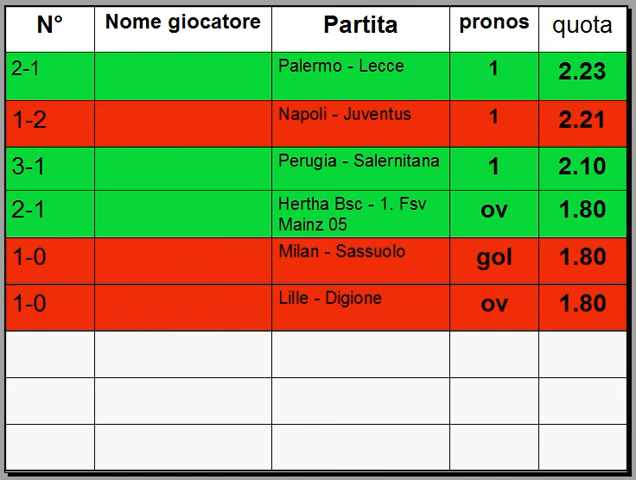 N° Nome giocatore Partita pronos quota
2-1 Palermo - Lecce 1 2.23
1-2 Napoli - Juventus 1 2.21
3-1 Perugia - Salernitana 1 2.10
2-1 Hertha Bsc - 1. Fsv Mainz 05 ov 1.80
1-0 Milan - Sassuolo gol 1.80
1-0 Lille - Digione ov 1.80